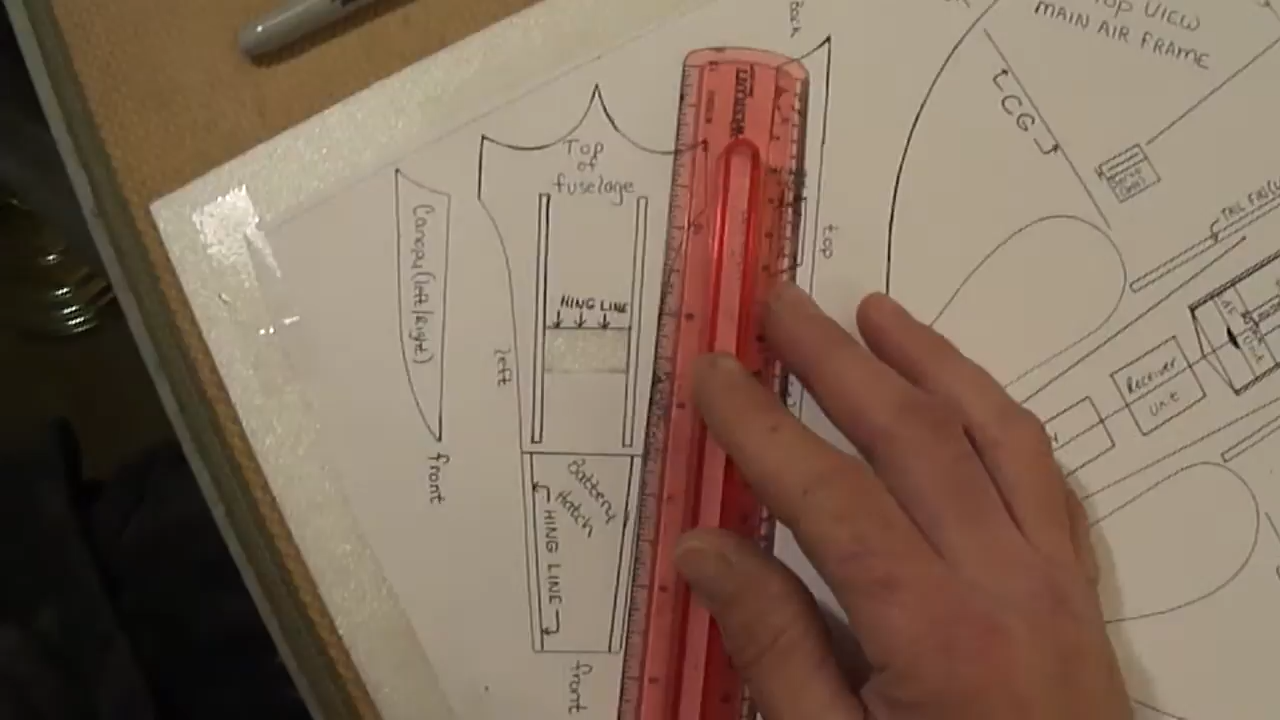 Back
TOP VIEW
MAIN AIR FRAME
CG
Top
of
fuselage
Canopy (left/right)
top
HING LINE
left
Receiver
Unit
Battery
Hatch
HING LINE
front
front